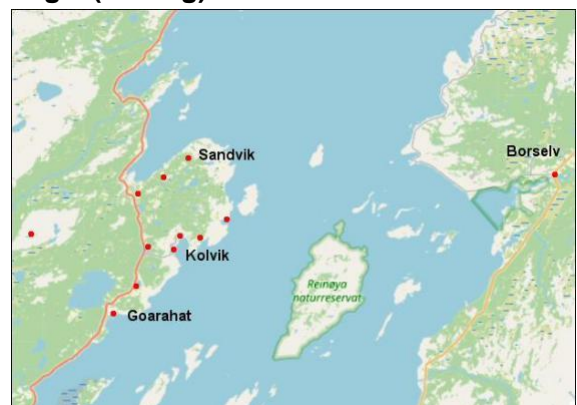 Sandvik
Borselv
Kolvik
Reinøya
naturreservat
Goarahat